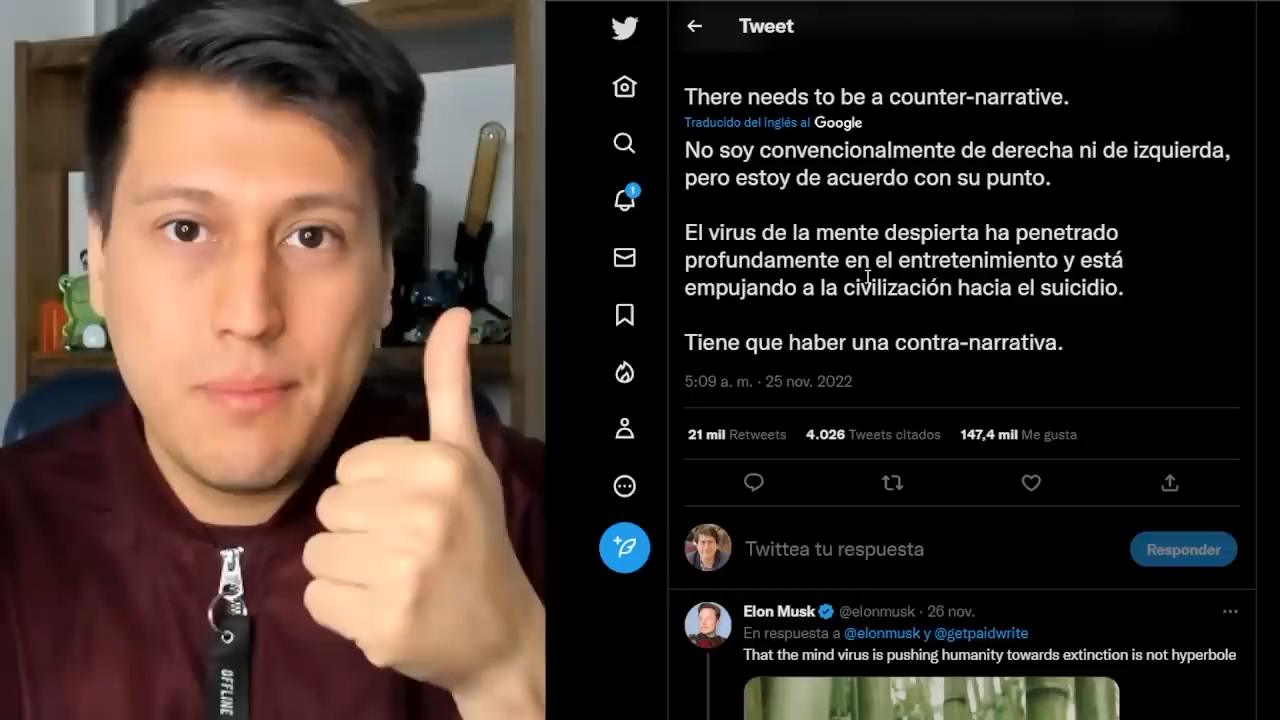 Tweet
There needs to be a counter-narrative.
Traducido del inglés al Google
No soy convencionalmente de derecha ni de izquierda,
pero estoy de acuerdo con su punto.
El virus de la mente despierta ha penetrado
profundamente en el entretenimiento y está
empujando a la civilización hacia el suicidio.
Tiene que haber una contra-narrativa.
5:09 a. m. · 25 nov. 2022
21 mil Retweets 4.026 Tweets citados 147,4 mil Me gusta
1
Twittea tu respuesta
Responder
Elon Musk @elonmusk · 26 nov.
En respuesta a @elonmusk y @getpaidwrite
That the mind virus is pushing humanity towards extinction is not hyperbole
OFFLINE